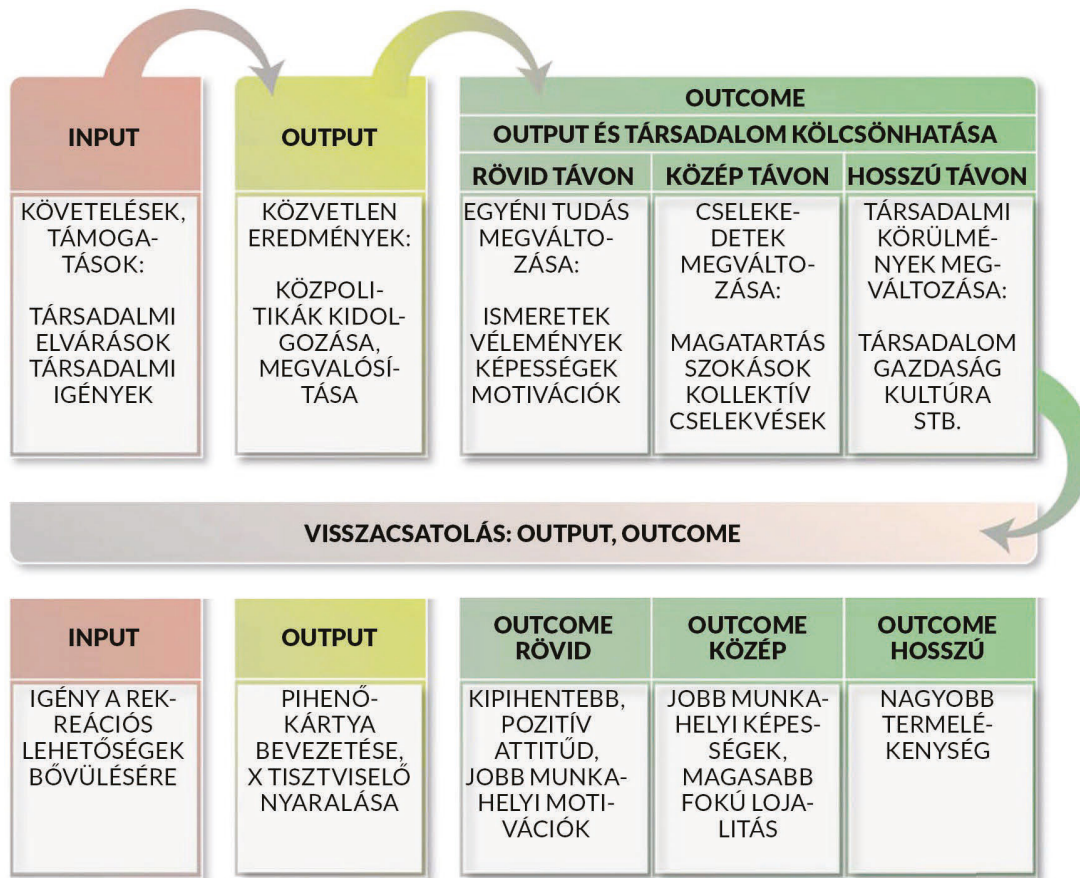 INPUT
KÖVETELÉSEK,
TÁMOGA-
TÁSOK:
TÁRSADALMI
ELVÁRÁSOK
TÁRSADALMI
IGÉNYEK
OUTPUT
KÖZVETLEN
EREDMÉNYEK:
KÖZPOLI-
TIKÁK KIDOL-
GOZÁSA,
MEGVALÓSÍ-
TÁSA
OUTCOME
OUTPUT ÉS TÁRSADALOM KÖLCSÖNHATÁSA
RÖVID TÁVON
EGYÉNI TUDÁS
MEGVÁLTO-
ZÁSA:
ISMERETEK
VÉLEMÉNYEK
KÉPESSÉGEK
MOTIVÁCIÓK
KÖZÉP TÁVON
CSELEKE-
DETEK
MEGVÁLTO-
ZÁSA:
MAGATARTÁS
SZOKÁSOK
KOLLEKTÍV
CSELEKVÉSEK
HOSSZÚ TÁVON
TÁRSADALMI
KÖRÜLMÉ-
NYEK MEG-
VÁLTOZÁSA:
TÁRSADALOM
GAZDASÁG
KULTÚRA
STB.
VISSZACSATOLÁS: OUTPUT, OUTCOME
INPUT
IGÉNY A REK-
REÁCIÓS
LEHETŐSÉGEK
BŐVÜLÉSÉRE
OUTPUT
PIHENŐ-
KÁRTYA
BEVEZETÉSE,
X TISZTVISELŐ
NYARALÁSA
OUTCOME
RÖVID
KIPIHENTEBB,
POZITÍV
ATTITŰD,
JOBB MUNKA-
HELYI MOTI-
VÁCIÓK
OUTCOME
KÖZÉP
JOBB MUNKA-
HELYI KÉPES-
SÉGEK,
MAGASABB
FOKÚ LOJA-
LITÁS
OUTCOME
HOSSZÚ
NAGYOBB
TERMELÉ-
KENYSÉG